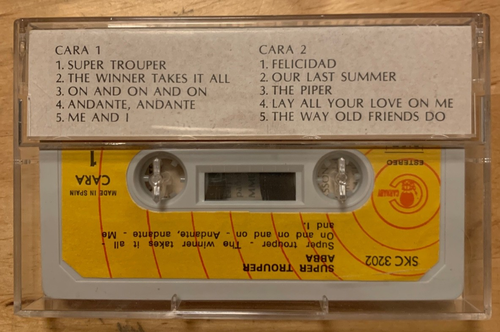 CARA 1
1. SUPER TROUPER
2. THE WINNER TAKES IT ALL
3. ON AND ON AND ON
4. ANDANTE, ANDANTE
5. ME AND I
CARA 2
1. FELICIDAD
2. OUR LAST SUMMER
3. THE PIPER
4. LAY ALL YOUR LOVE ON ME
5. THE WAY OLD FRIENDS DO
SKC 3202
SUPER TROUPER
ABBA
Super trouper - The winner takes it all -
On and on and on - Andante, andante - Me
and I.
ESTEREO
MADE IN SPAIN
CARA
1